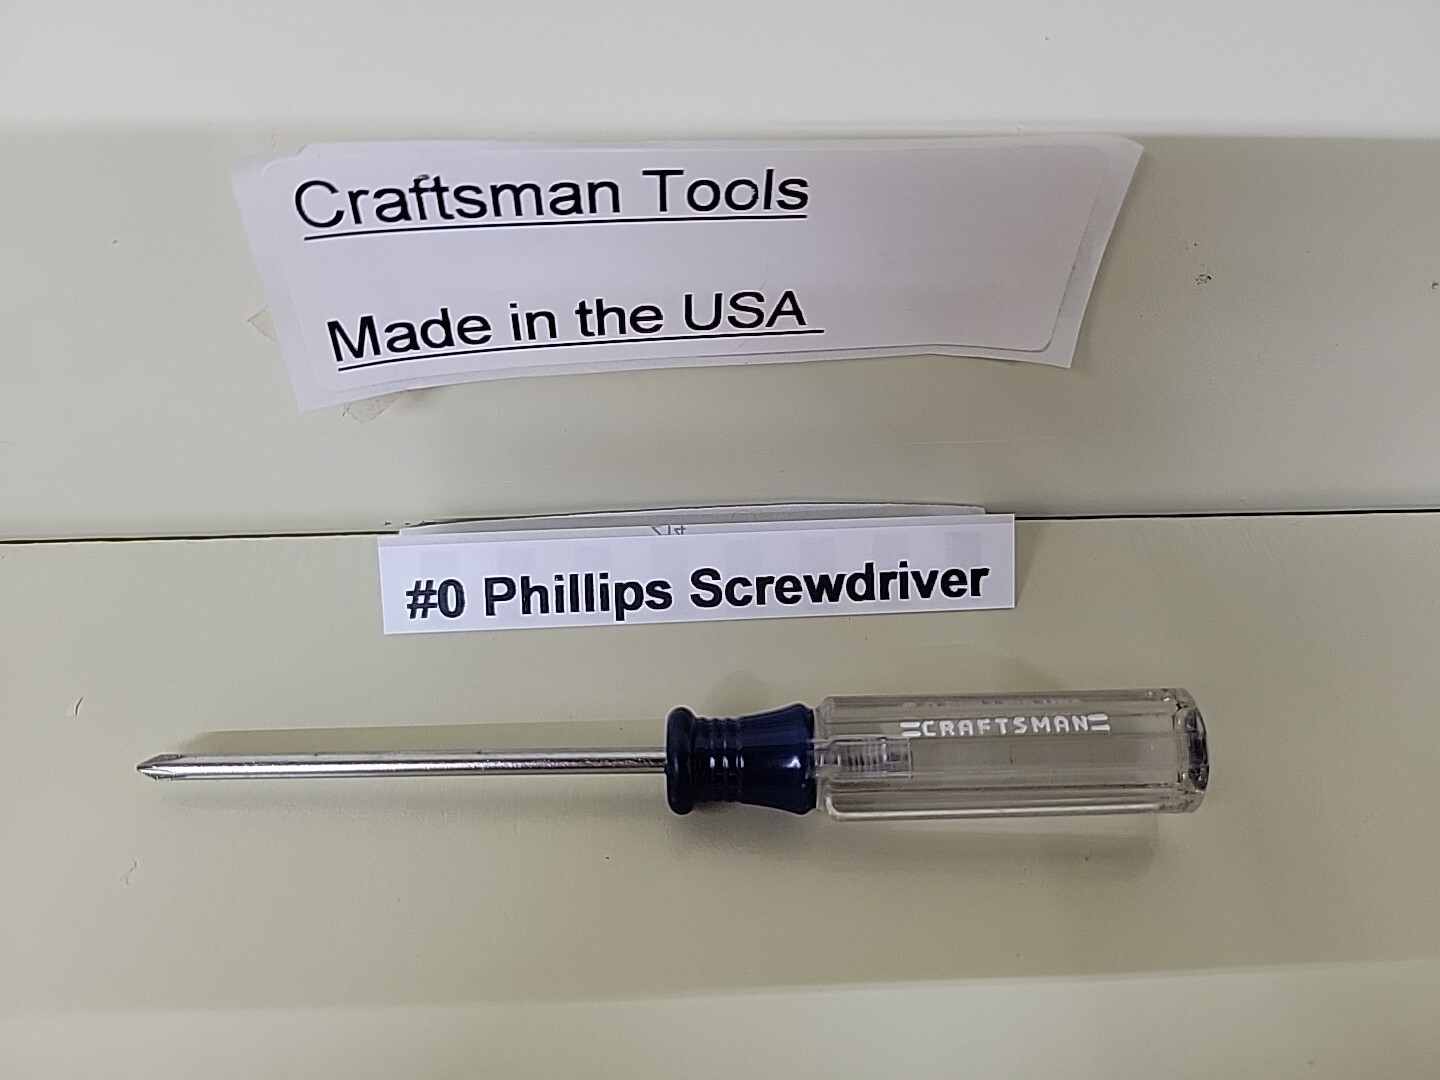 Craftsman Tools
Made in the USA
#0 Phillips Screwdriver
=CRAFTSMAN=